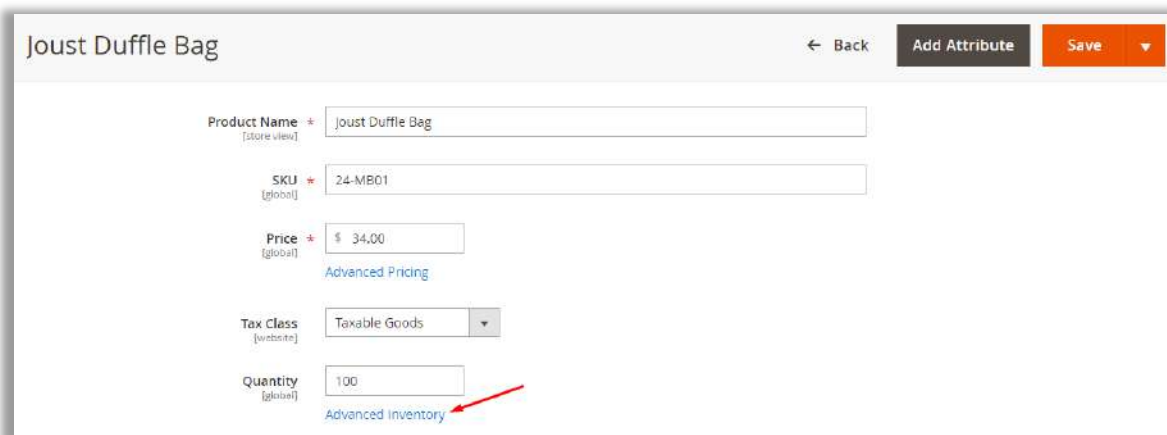 Joust Duffle Bag
← Back
Add Attribute
Save
Product Name *
[store view]
Joust Duffle Bag
SKU *
[global]
24-MB01
Price *
[global]
$ 34.00
Advanced Pricing
Tax Class
[website]
Taxable Goods
Quantity
[global]
100
Advanced Inventory